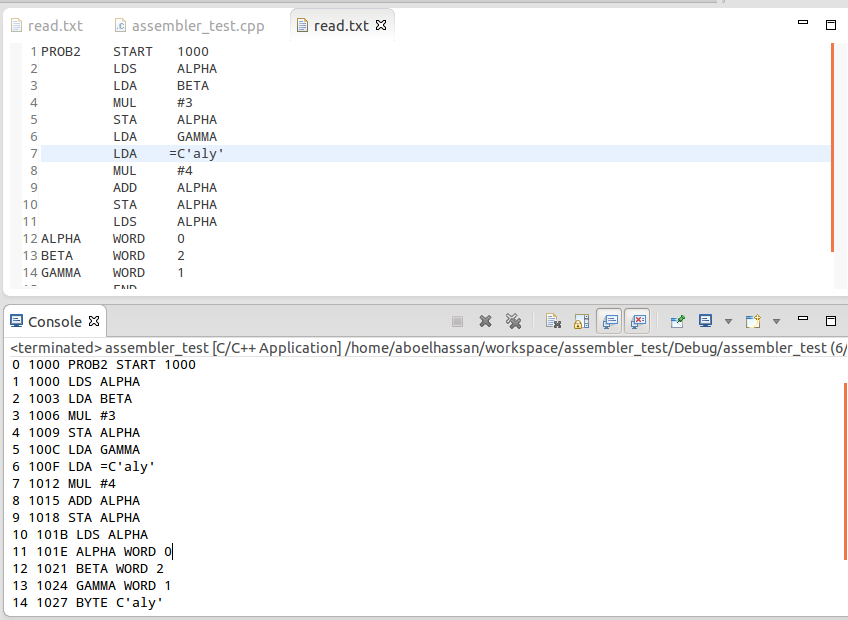 read.txt assembler_test.cpp read.txt
1 PROB2 START 1000
2 LDS ALPHA
3 LDA BETA
4 MUL #3
5 STA ALPHA
6 LDA GAMMA
7 LDA =C'aly'
8 MUL #4
9 ADD ALPHA
10 STA ALPHA
11 LDS ALPHA
12 ALPHA WORD 0
13 BETA WORD 2
14 GAMMA WORD 1
Console
<terminated> assembler_test [C/C++ Application] /home/aboelhassan/workspace/assembler_test/Debug/assembler_test (6/
0 1000 PROB2 START 1000
1 1000 LDS ALPHA
2 1003 LDA BETA
3 1006 MUL #3
4 1009 STA ALPHA
5 100C LDA GAMMA
6 100F LDA =C'aly'
7 1012 MUL #4
8 1015 ADD ALPHA
9 1018 STA ALPHA
10 101B LDS ALPHA
11 101E ALPHA WORD 0
12 1021 BETA WORD 2
13 1024 GAMMA WORD 1
14 1027 BYTE C'aly'